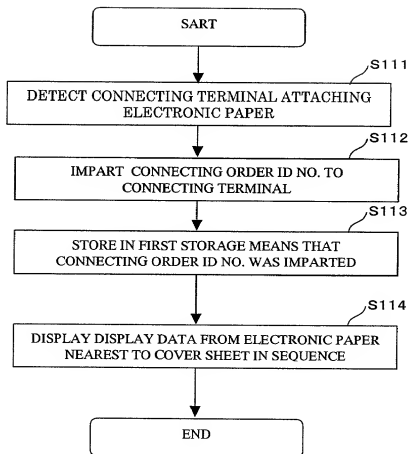 SART
S111
DETECT CONNECTING TERMINAL ATTACHING
ELECTRONIC PAPER
S112
IMPART CONNECTING ORDER ID NO. TO
CONNECTING TERMINAL
S113
STORE IN FIRST STORAGE MEANS THAT
CONNECTING ORDER ID NO. WAS IMPARTED
S114
DISPLAY DISPLAY DATA FROM ELECTRONIC PAPER
NEAREST TO COVER SHEET IN SEQUENCE
END